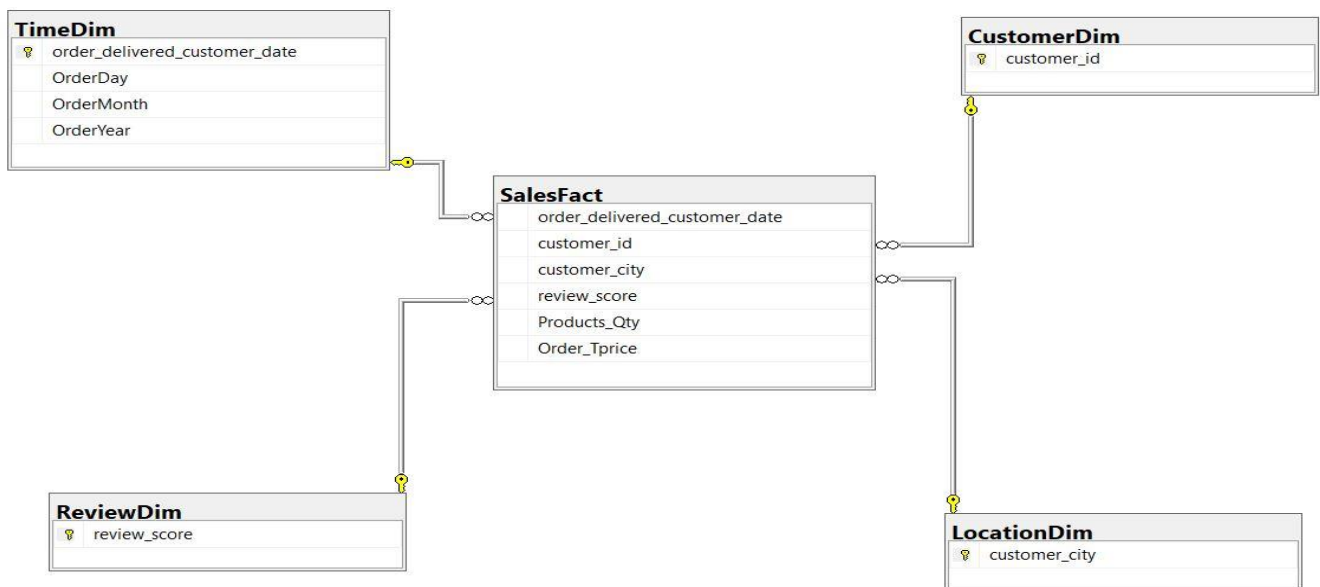 TimeDim
order_delivered_customer_date
OrderDay
OrderMonth
OrderYear
CustomerDim
customer_id
SalesFact
order_delivered_customer_date
customer_id
customer_city
review_score
Products_Qty
Order_Tprice
ReviewDim
review_score
LocationDim
customer_city